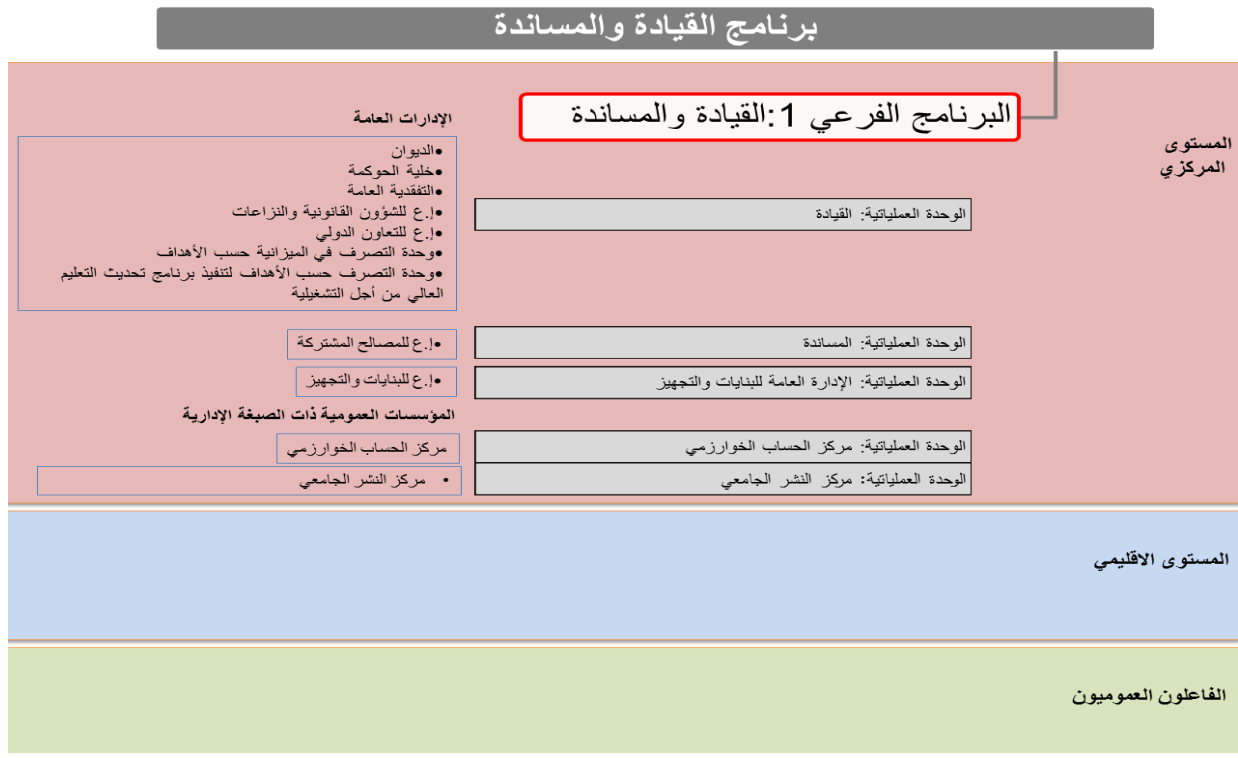 برنامج القيادة والمساندة
البرنامج الفرعي 1:القيادة والمساندة
المستوى
المركزي
الإدارات العامة
•الديوان
•خلية الحوكمة
•التفقدية العامة
•إ.ع للشؤون القانونية والنزاعات
•إ.ع للتعاون الدولي
•وحدة التصرف في الميزانية حسب الأهداف
•وحدة التصرف حسب الأهداف لتنفيذ برنامج تحديث التعليم
العالي من أجل التشغيلية
الوحدة العملياتية: القيادة
الوحدة العملياتية: المساندة
•إ.ع للمصالح المشتركة
الوحدة العملياتية: الإدارة العامة للبنايات والتجهيز
•إ.ع للبنايات والتجهيز
المؤسسات العمومية ذات الصبغة الإدارية
الوحدة العملياتية: مركز الحساب الخوارزمي
مركز الحساب الخوارزمي
الوحدة العملياتية: مركز النشر الجامعي
• مركز النشر الجامعي
المستوى الاقليمي
الفاعلون العموميون